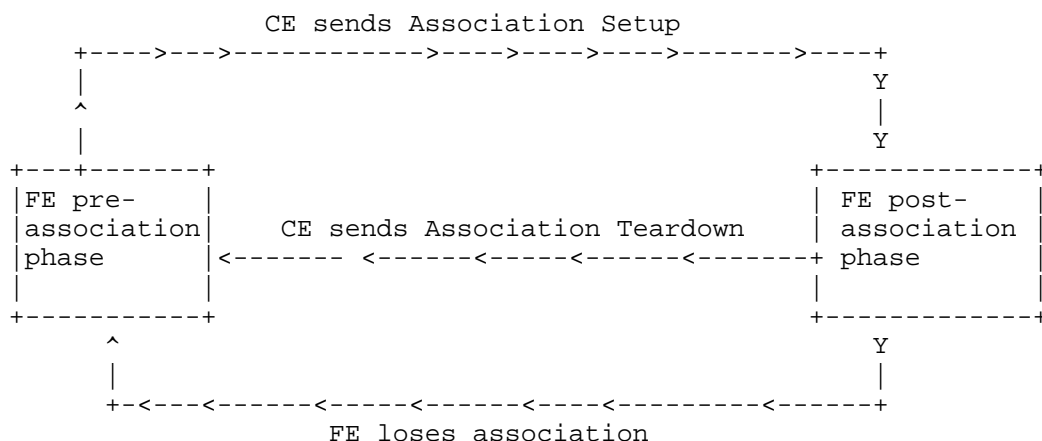 CE sends Association Setup
+---->--->------------>---->---->---->------->----+
| Y
^ |
| Y
+---+-------+ +-------------+
|FE pre- | | FE post- |
|association| CE sends Association Teardown | association |
|phase |<------- <------<-----<------<-------+ phase |
| | | |
+-----------+ +-------------+
^ Y
| |
+-<---<------<-----<------<----<---------<------+
FE loses association